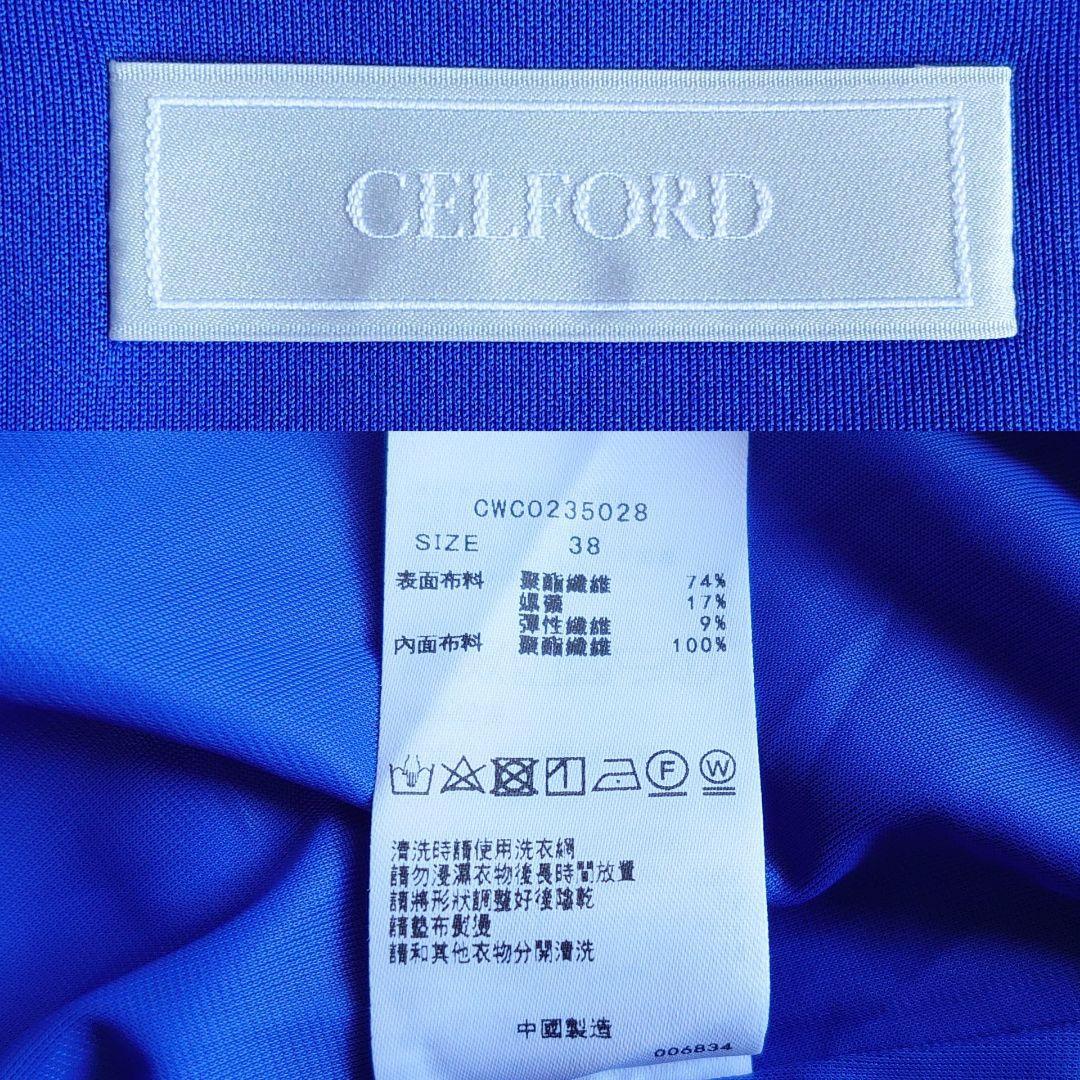 CELFORD
CWCO235028
SIZE 38
表面布料 聚酯纖維 74%
嫘縈 17%
彈性纖維 9%
內面布料 聚酯纖維 100%
F W
清洗時請使用洗衣網
請勿浸濕衣物後長時間放置
請將形狀調整好後陰乾
請墊布熨燙
請和其他衣物分開清洗
中國製造
006834